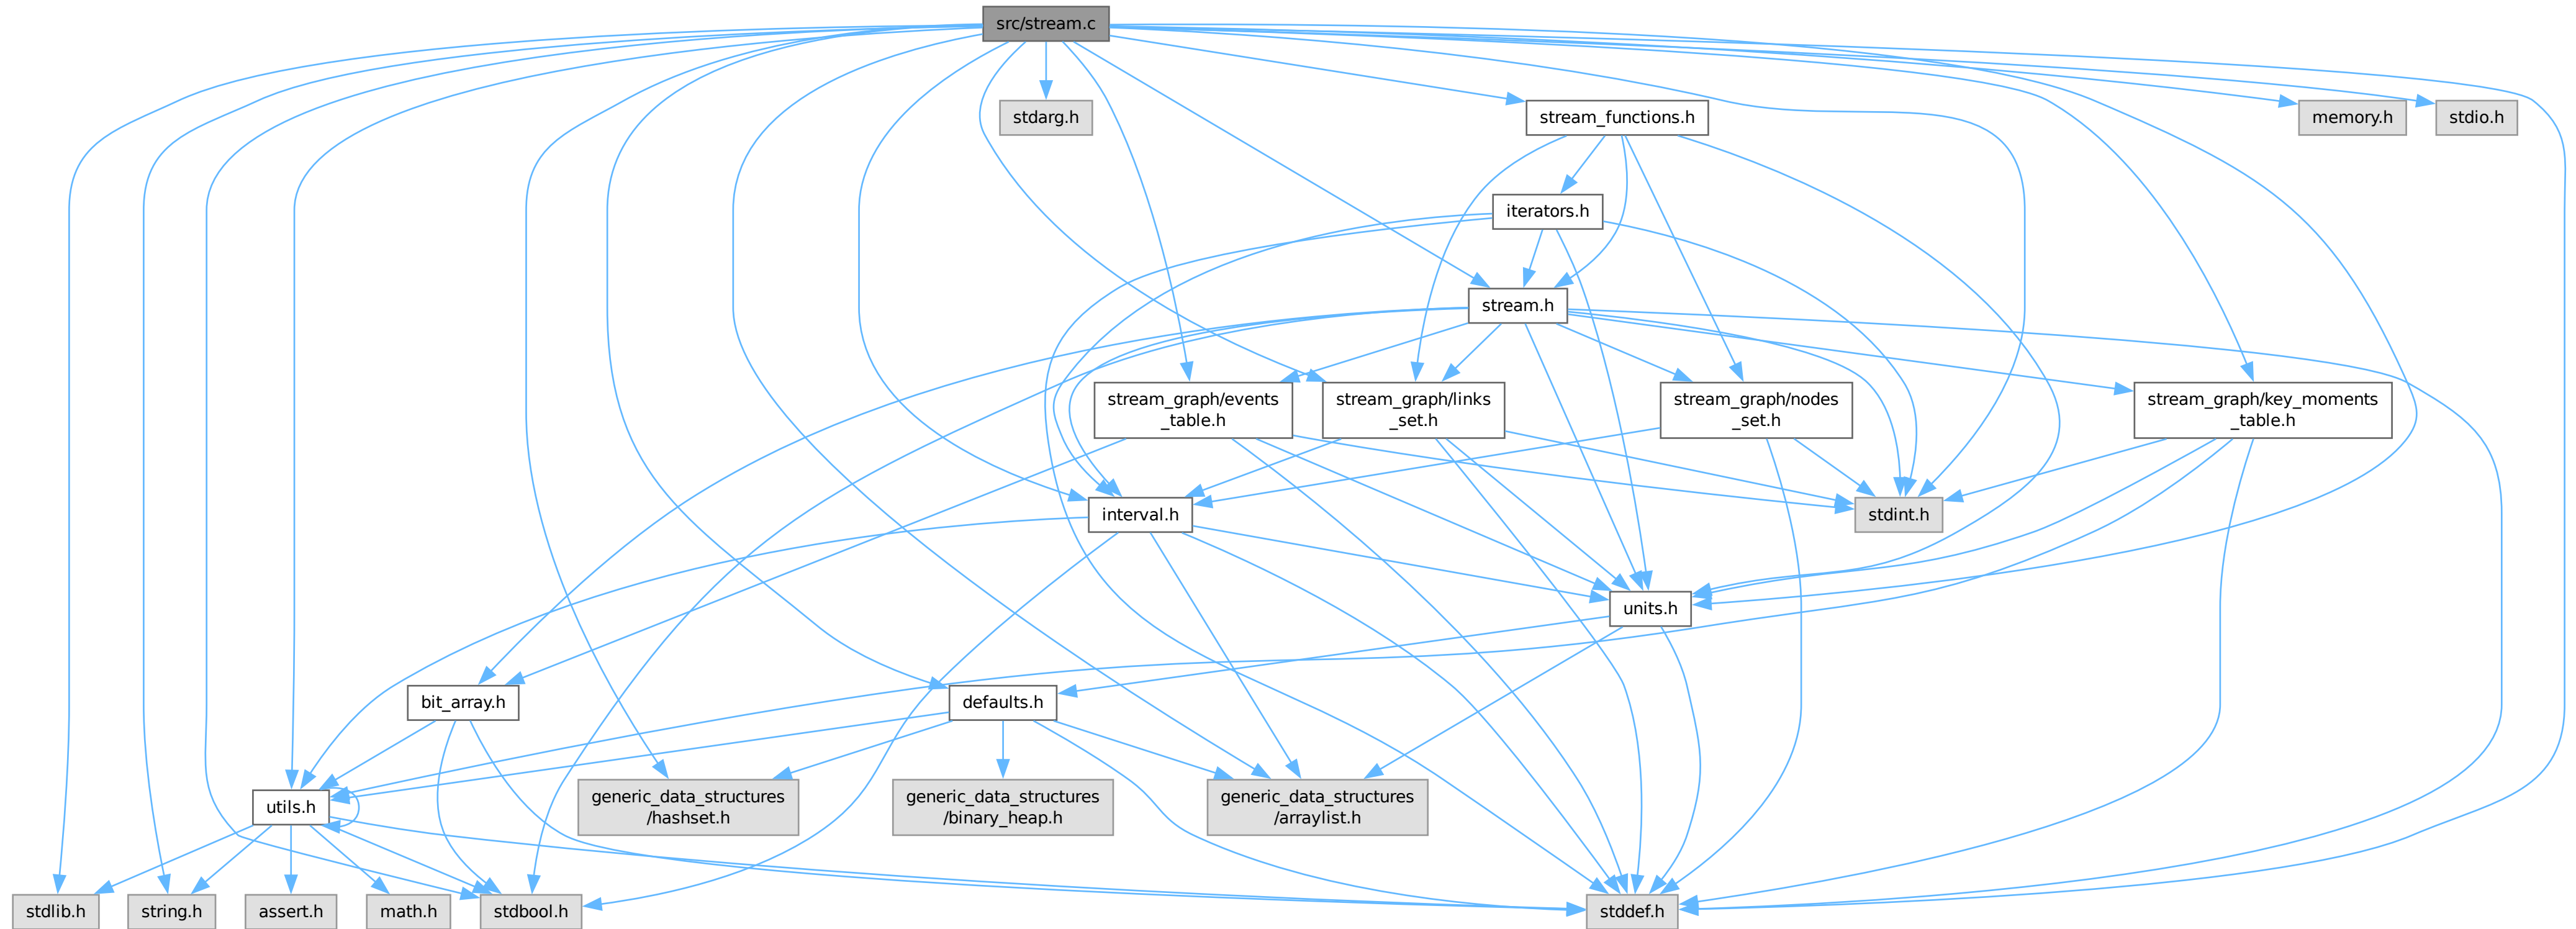 src/stream.c
stdarg.h
stream_functions.h
memory.h
stdio.h
iterators.h
stream.h
stream_graph/events
_table.h
stream_graph/links
_set.h
stream_graph/nodes
_set.h
stream_graph/key_moments
_table.h
interval.h
stdint.h
units.h
bit_array.h
defaults.h
utils.h
generic_data_structures
/hashset.h
generic_data_structures
/binary_heap.h
generic_data_structures
/arraylist.h
stdlib.h
string.h
assert.h
math.h
stdbool.h
stddef.h